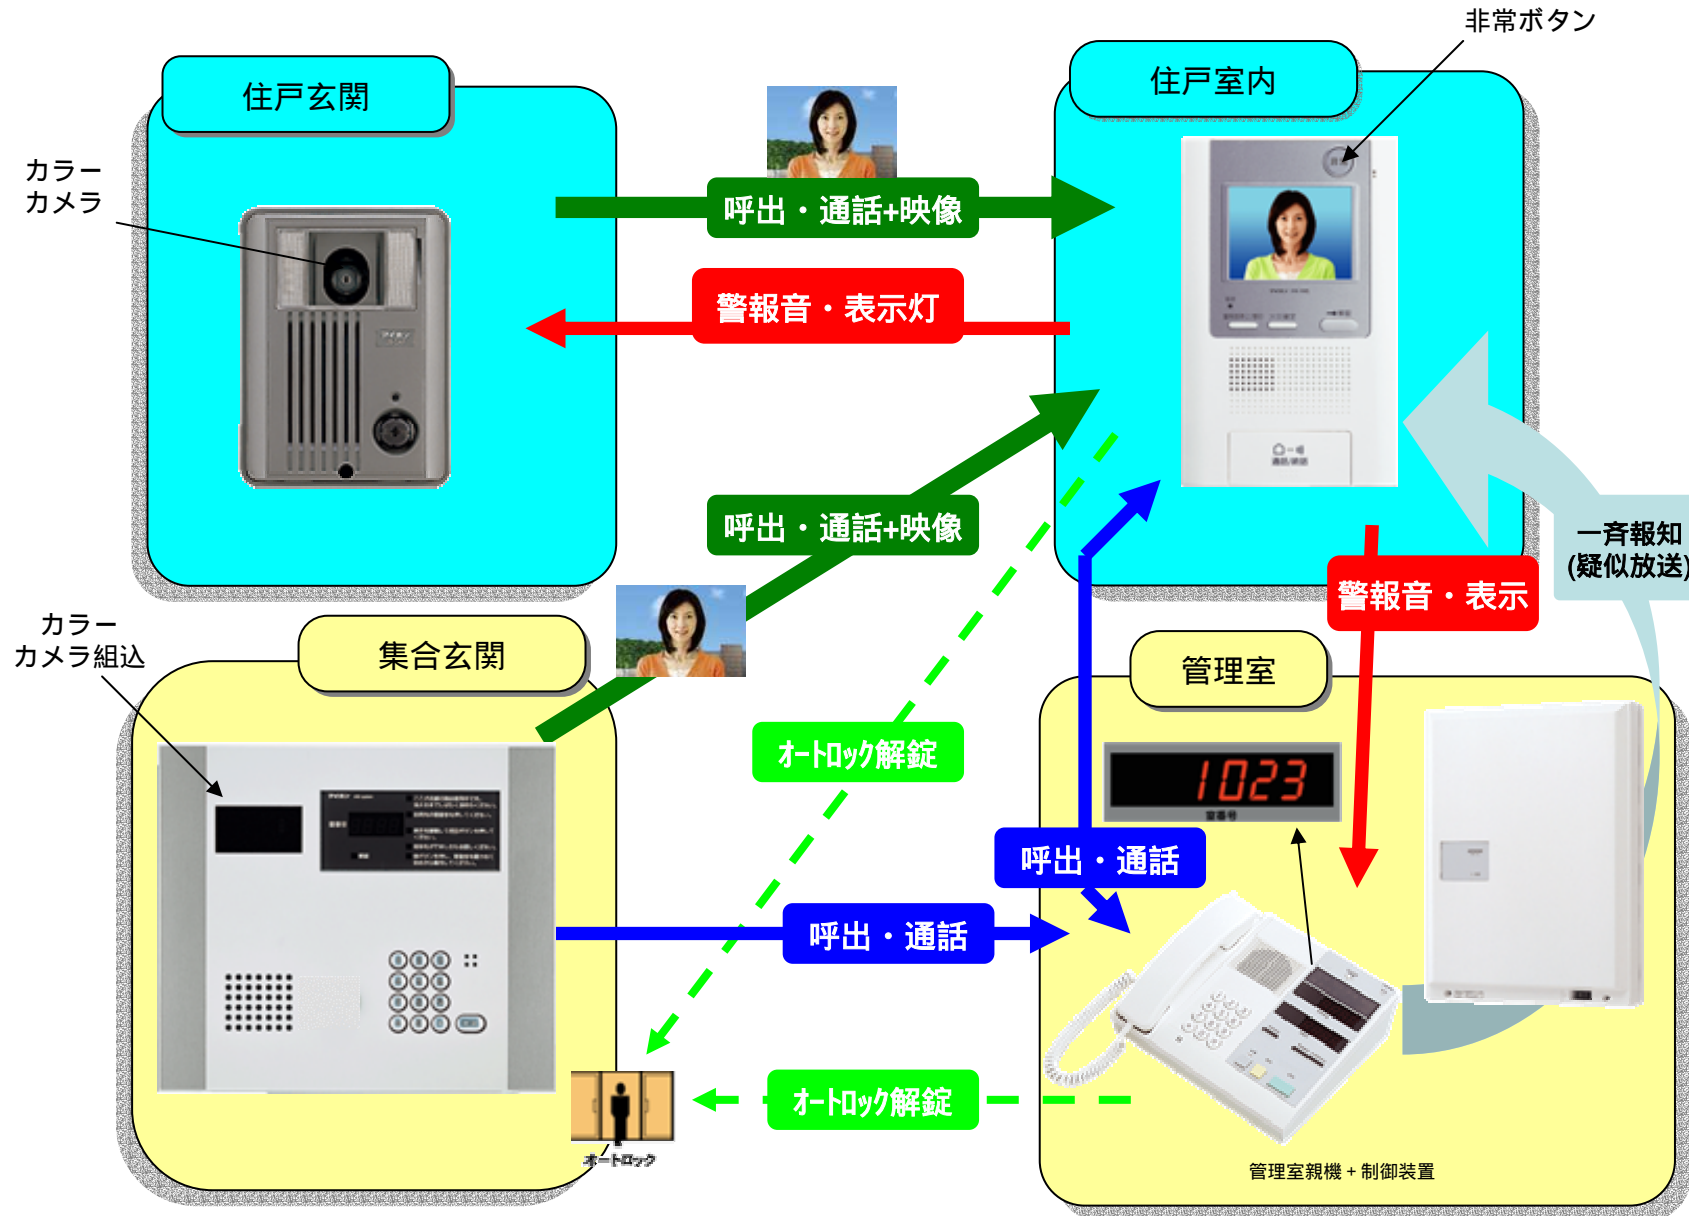 非常ボタン
住戸玄関
住戸室内
カラー
カメラ
呼出・通話+映像
警報音・表示灯
呼出・通話+映像
一斉報知
(疑似放送)
警報音・表示
カラー
カメラ組込
集合玄関
管理室
ｵｰﾄﾛｯｸ解錠
1023
室番号
呼出・通話
呼出・通話
ｵｰﾄﾛｯｸ解錠
オートロック
管理室親機＋制御装置